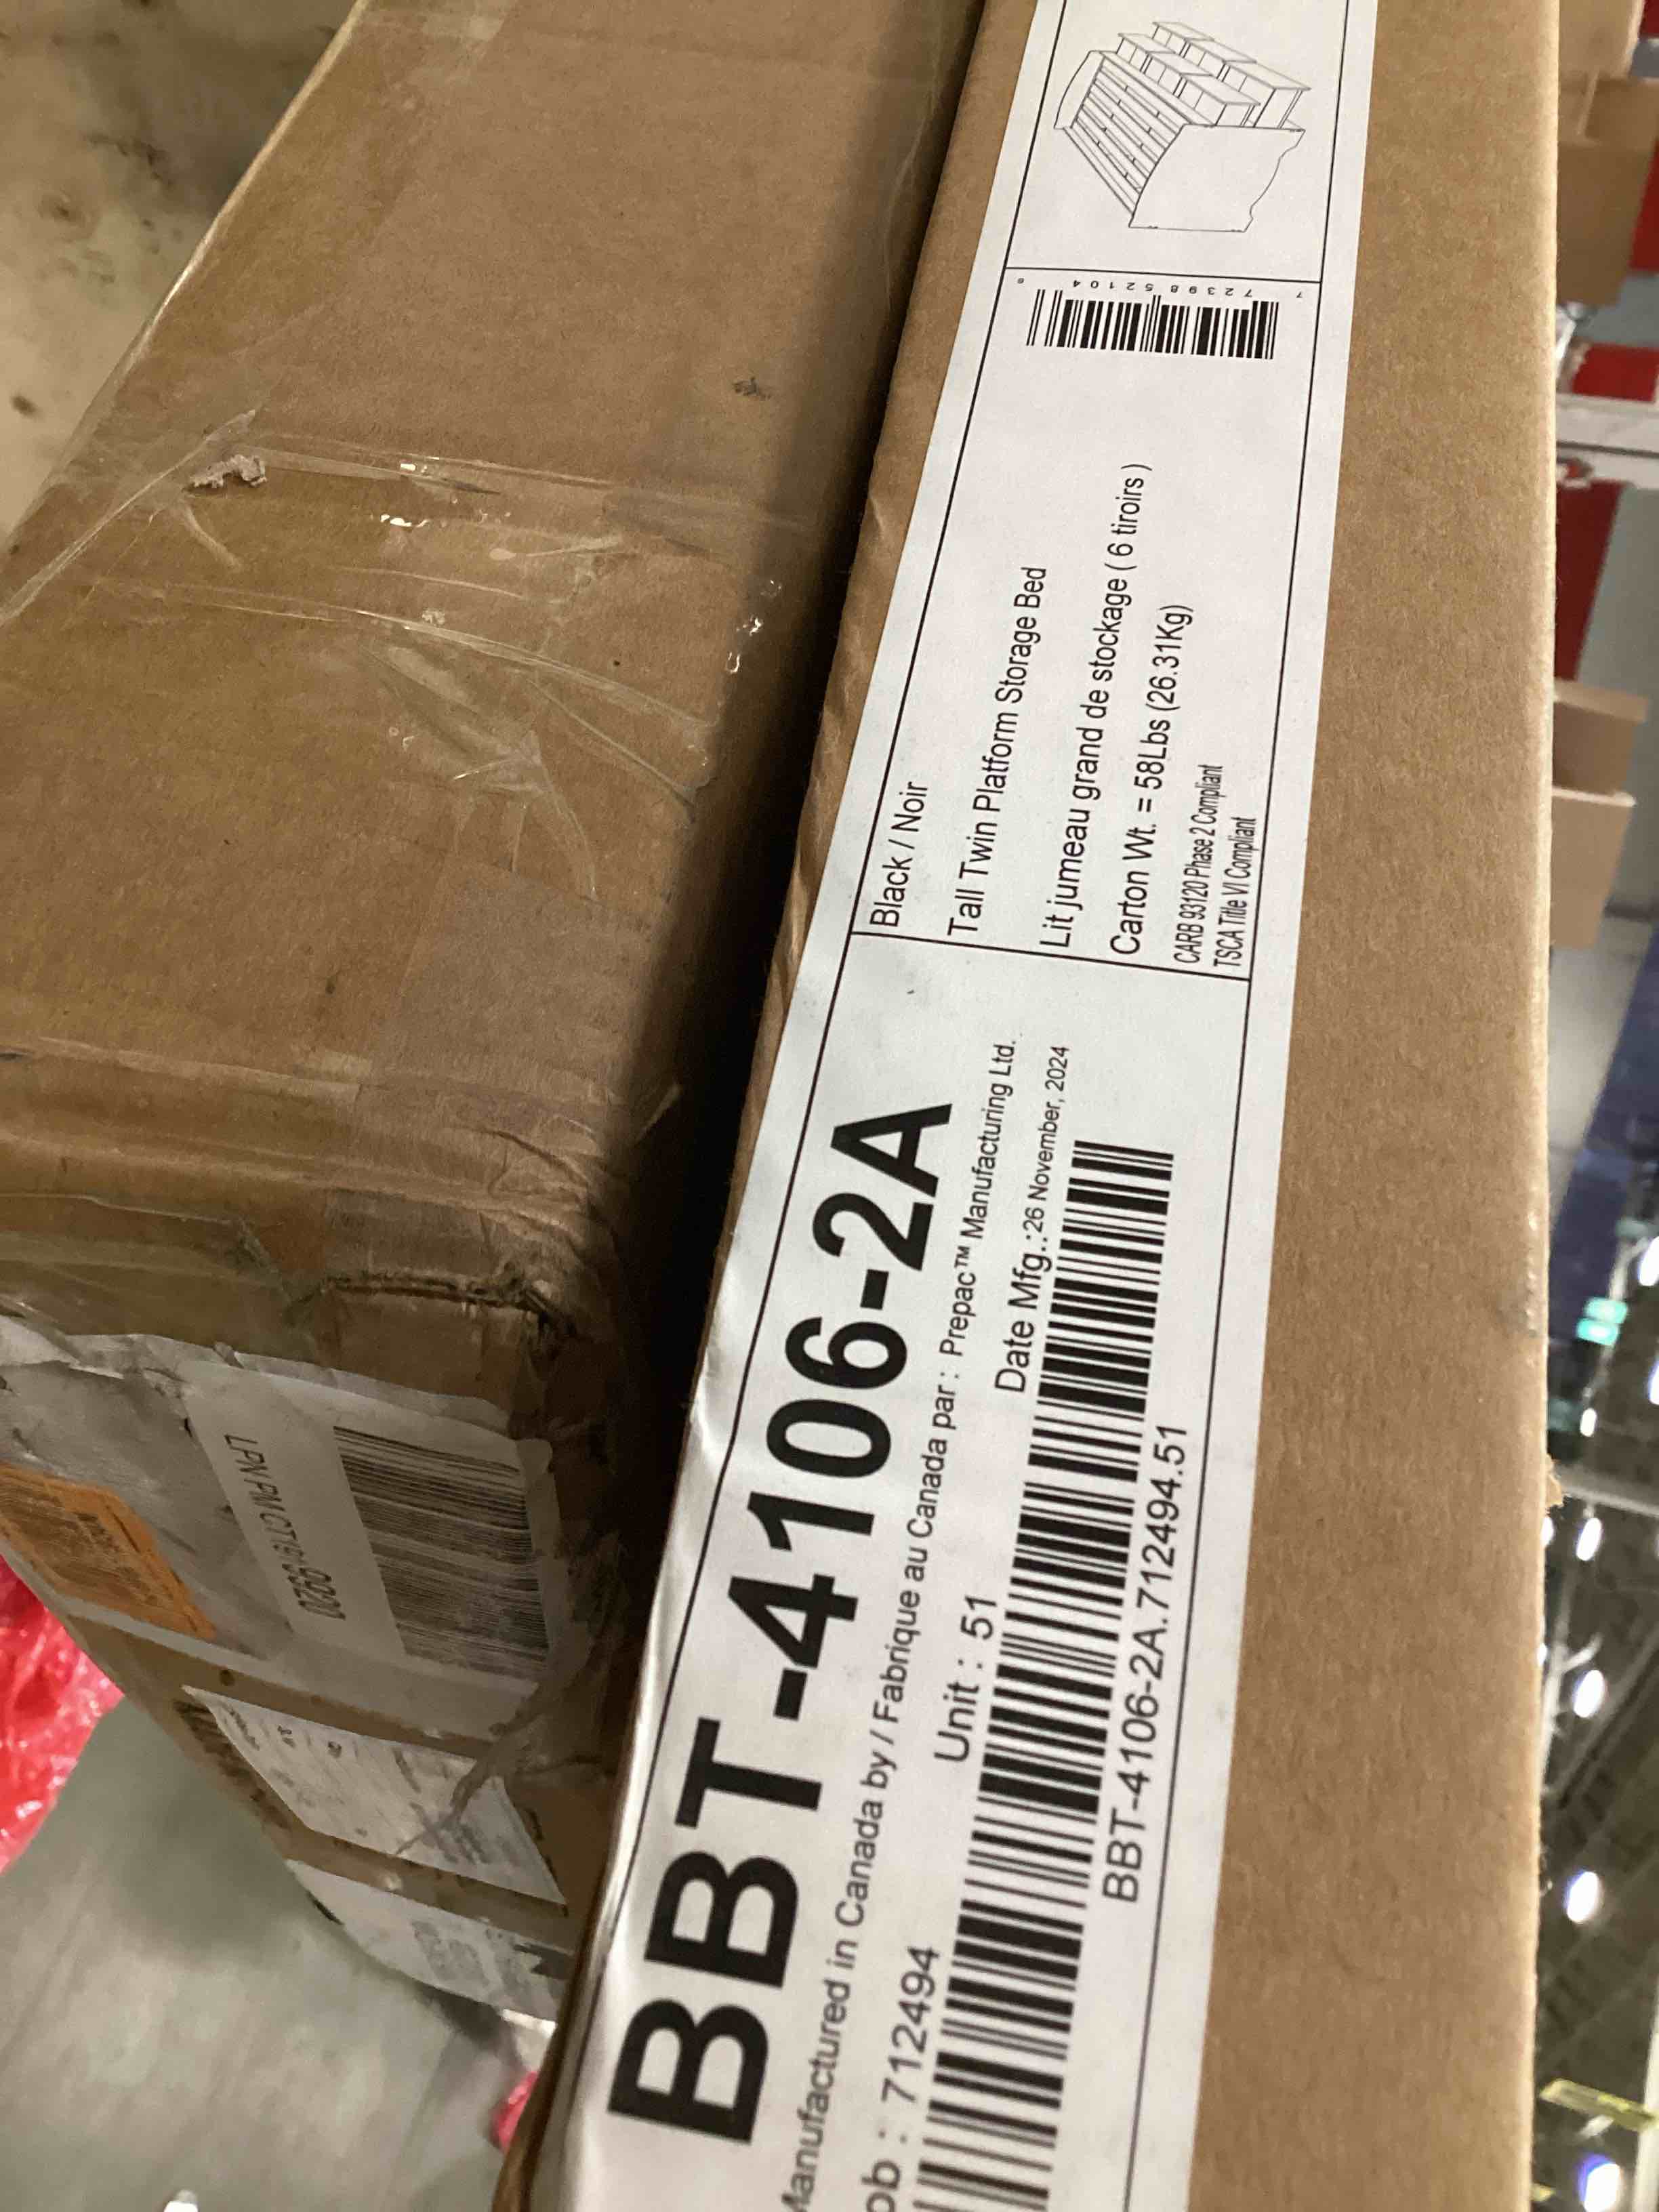 BBT-4106-2A
Manufactured in Canada by / Fabrique au Canada par : Prepac™ Manufacturing Ltd.
ob : 712494 Unit : 51 Date Mfg.:26 November, 2024
BBT-4106-2A.712494.51
Black / Noir
Tall Twin Platform Storage Bed
Lit jumeau grand de stockage ( 6 tiroirs )
Carton Wt. = 58Lbs (26.31Kg)
CARB 93120 Phase 2 Compliant
TSCA Title VI Compliant
7 72398 52104 6